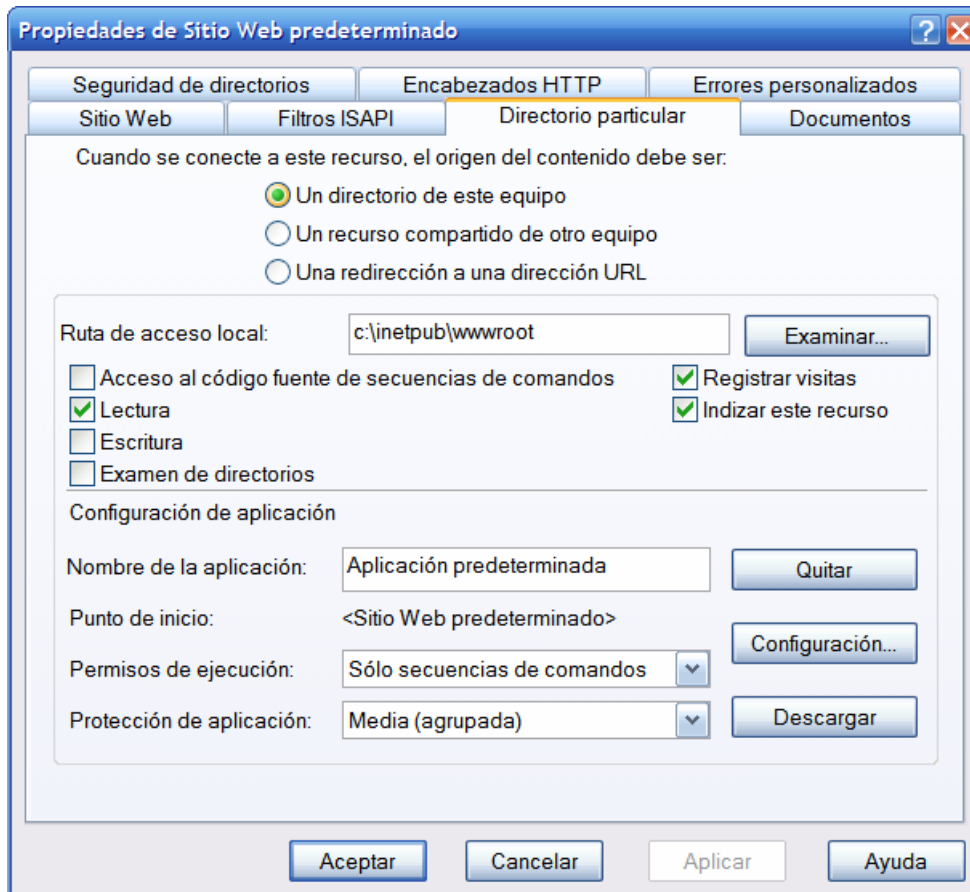 Propiedades de Sitio Web predeterminado
Seguridad de directorios Encabezados HTTP Errores personalizados
Sitio Web Filtros ISAPI Directorio particular Documentos
Cuando se conecte a este recurso, el origen del contenido debe ser:
Un directorio de este equipo
Un recurso compartido de otro equipo
Una redirección a una dirección URL
Ruta de acceso local: c:\inetpub\wwwroot Examinar...
Acceso al código fuente de secuencias de comandos Registrar visitas
Lectura Indizar este recurso
Escritura
Examen de directorios
Configuración de aplicación
Nombre de la aplicación: Aplicación predeterminada Quitar
Punto de inicio: <Sitio Web predeterminado>
Configuración...
Permisos de ejecución: Sólo secuencias de comandos
Protección de aplicación: Media (agrupada) Descargar
Aceptar Cancelar Aplicar Ayuda